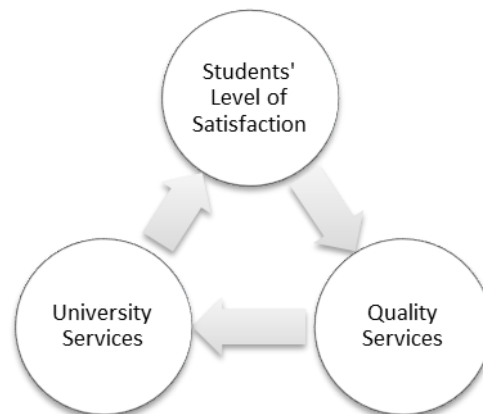 Students'
Level of
Satisfaction
University
Services
Quality
Services